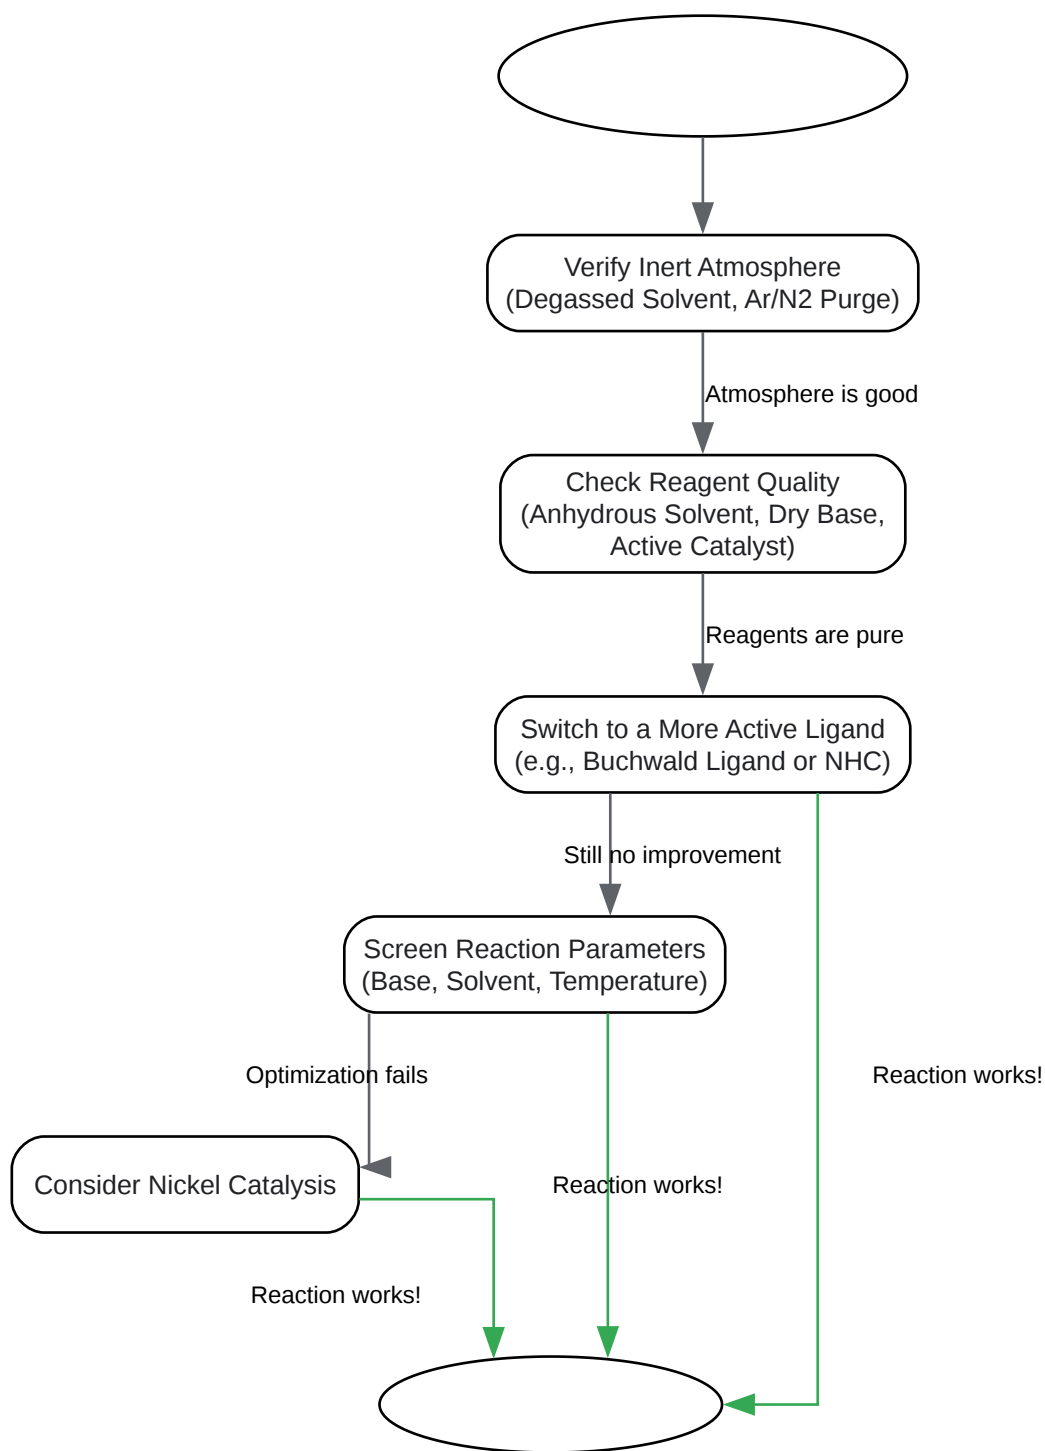 Verify Inert Atmosphere
(Degassed Solvent, Ar/N2 Purge)
Atmosphere is good
Check Reagent Quality
(Anhydrous Solvent, Dry Base,
Active Catalyst)
Reagents are pure
Switch to a More Active Ligand
(e.g., Buchwald Ligand or NHC)
Still no improvement
Screen Reaction Parameters
(Base, Solvent, Temperature)
Optimization fails
Reaction works!
Consider Nickel Catalysis
Reaction works!
Reaction works!